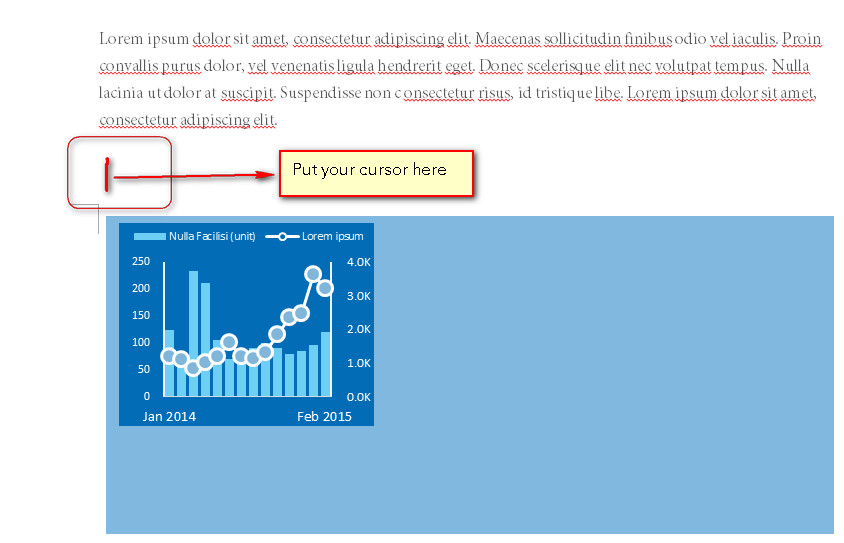 Lorem ipsum dolor sit amet, consectetur adipiscing elit. Maecenas sollicitudin finibus odio vel iaculis. Proin
convallis purus dolor, vel venenatis ligula hendrerit eget. Donec scelerisque elit nec volutpat tempus. Nulla
lacinia ut dolor at suscipit. Suspendisse non consectetur risus, id tristique libe. Lorem ipsum dolor sit amet,
consectetur adipiscing elit.
Put your cursor here
Nulla Facilisi (unit) Lorem ipsum
250 4.0K
200 3.0K
150 2.0K
100 1.0K
50 0.0K
0
Jan 2014 Feb 2015